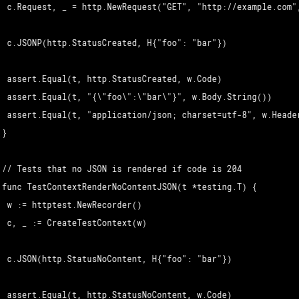 c.Request, _ = http.NewRequest("GET", "http://example.com",
c.JSONP(http.StatusCreated, H{"foo": "bar"})
assert.Equal(t, http.StatusCreated, w.Code)
assert.Equal(t, "{\"foo\":\"bar\"}", w.Body.String())
assert.Equal(t, "application/json; charset=utf-8", w.Header
}
// Tests that no JSON is rendered if code is 204
func TestContextRenderNoContentJSON(t *testing.T) {
w := httptest.NewRecorder()
c, _ := CreateTestContext(w)
c.JSON(http.StatusNoContent, H{"foo": "bar"})
assert.Equal(t, http.StatusNoContent, w.Code)